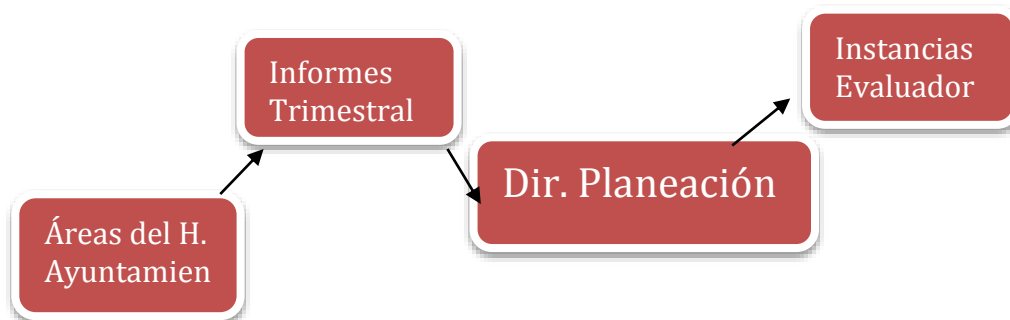 Áreas del H.
Ayuntamien
Informes
Trimestral
Dir. Planeación
Instancias
Evaluador